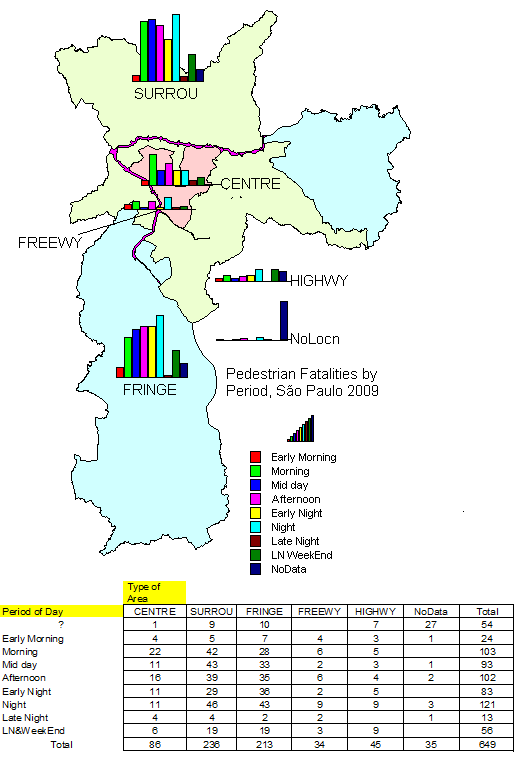 SURROU
CENTRE
FREEWY
HIGHWY
NoLocn
FRINGE
Pedestrian Fatalities by
Period, São Paulo 2009
Early Morning
Morning
Mid day
Afternoon
Early Night
Night
Late Night
LN WeekEnd
NoData
Type of
Area
Period of Day CENTRE SURROU FRINGE FREEWY HIGHWY NoData Total
? 1 9 10 7 27 54
Early Morning 4 5 7 4 3 1 24
Morning 22 42 28 6 5 103
Mid day 11 43 33 2 3 1 93
Afternoon 16 39 35 6 4 2 102
Early Night 11 29 36 2 5 83
Night 11 46 43 9 9 3 121
Late Night 4 4 2 2 1 13
LN&WeekEnd 6 19 19 3 9 56
Total 86 236 213 34 45 35 649